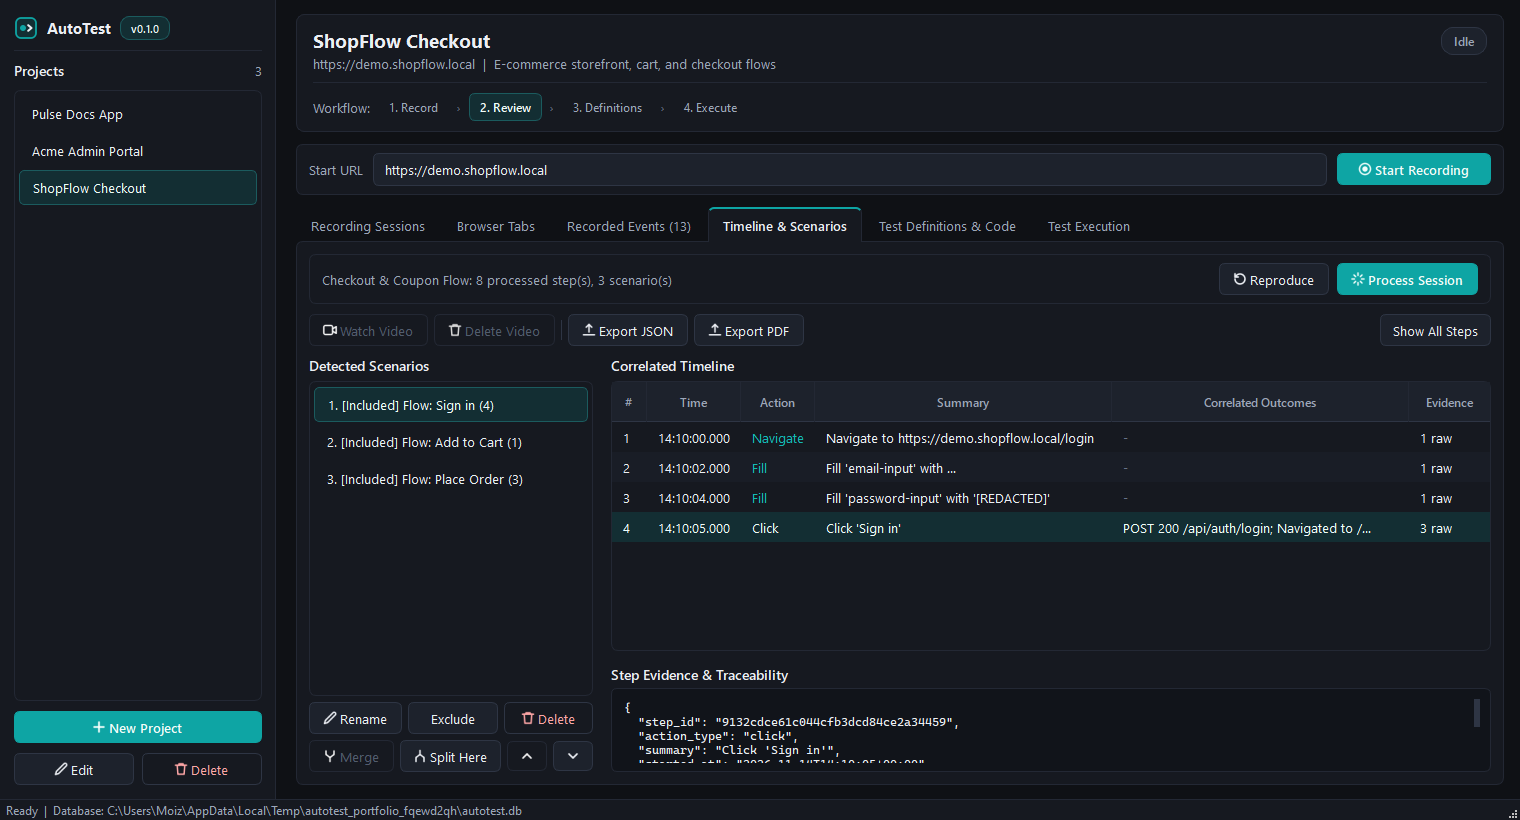 AutoTest v0.1.0
Projects 3
Pulse Docs App
Acme Admin Portal
ShopFlow Checkout
New Project
Edit Delete
ShopFlow Checkout
Idle
https://demo.shopflow.local | E-commerce storefront, cart, and checkout flows
Workflow: 1. Record › 2. Review › 3. Definitions › 4. Execute
Start URL https://demo.shopflow.local Start Recording
Recording Sessions Browser Tabs Recorded Events (13) Timeline & Scenarios Test Definitions & Code Test Execution
Checkout & Coupon Flow: 8 processed step(s), 3 scenario(s) Reproduce Process Session
Watch Video Delete Video Export JSON Export PDF Show All Steps
Detected Scenarios
1. [Included] Flow: Sign in (4)
2. [Included] Flow: Add to Cart (1)
3. [Included] Flow: Place Order (3)
Rename Exclude Delete
Merge Split Here
Correlated Timeline
# Time Action Summary Correlated Outcomes Evidence
1 14:10:00.000 Navigate Navigate to https://demo.shopflow.local/login - 1 raw
2 14:10:02.000 Fill Fill 'email-input' with ... - 1 raw
3 14:10:04.000 Fill Fill 'password-input' with '[REDACTED]' - 1 raw
4 14:10:05.000 Click Click 'Sign in' POST 200 /api/auth/login; Navigated to /... 3 raw
Step Evidence & Traceability
{
"step_id": "9132cdce61c044cfb3dcd84ce2a34459",
"action_type": "click",
"summary": "Click 'Sign in'",
Ready | Database: C:\Users\Moiz\AppData\Local\Temp\autotest_portfolio_fqewd2qh\autotest.db